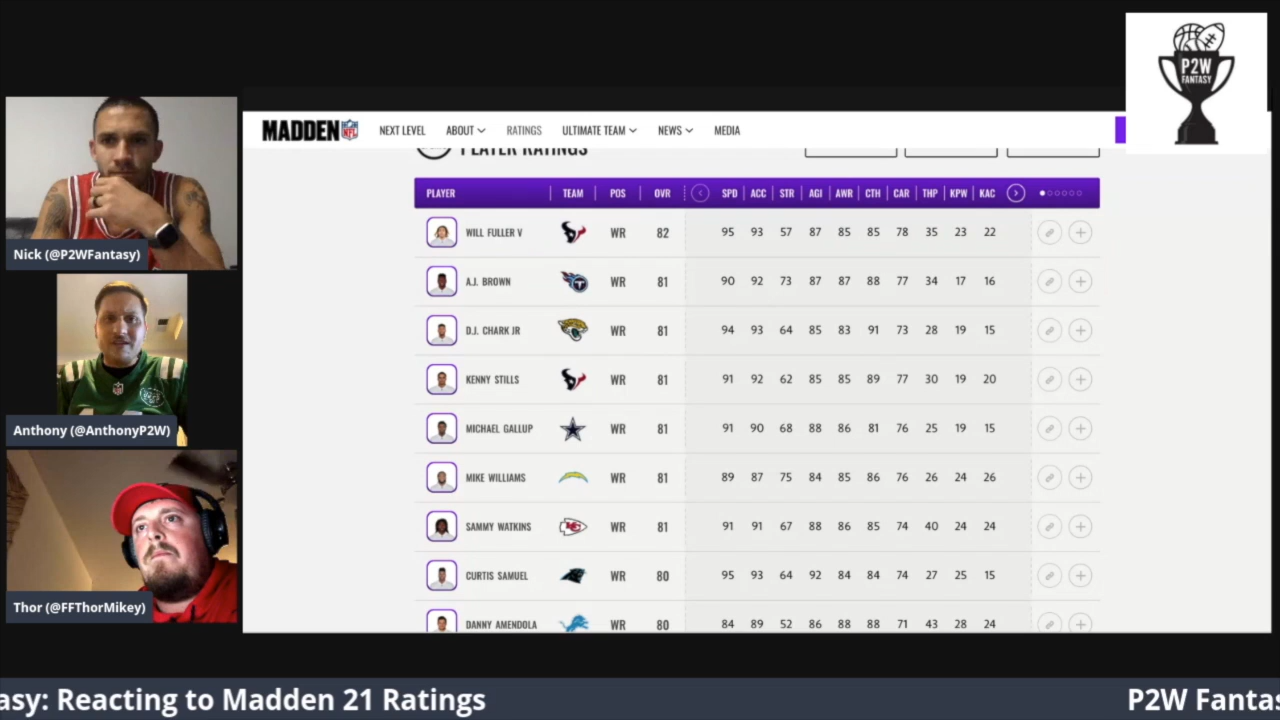 P2W
FANTASY
MADDEN NFL NEXT LEVEL ABOUT RATINGS ULTIMATE TEAM NEWS MEDIA
PLAYER RATINGS
PLAYER TEAM POS OVR SPD ACC STR AGI AWR CTH CAR THP KPW KAC
WILL FULLER V WR 82 95 93 57 87 85 85 78 35 23 22
A.J. BROWN WR 81 90 92 73 87 87 88 77 34 17 16
D.J. CHARK JR WR 81 94 93 64 85 83 91 73 28 19 15
KENNY STILLS WR 81 91 92 62 85 85 89 77 30 19 20
MICHAEL GALLUP WR 81 91 90 68 88 86 81 76 25 19 15
MIKE WILLIAMS WR 81 89 87 75 84 85 86 76 26 24 26
SAMMY WATKINS WR 81 91 91 67 88 86 85 74 40 24 24
CURTIS SAMUEL WR 80 95 93 64 92 84 84 74 27 25 15
DANNY AMENDOLA WR 80 84 89 52 86 88 88 71 43 28 24
Nick (@P2WFantasy)
Anthony (@AnthonyP2W)
Thor (@FFThorMikey)
asy: Reacting to Madden 21 Ratings
P2W Fantas